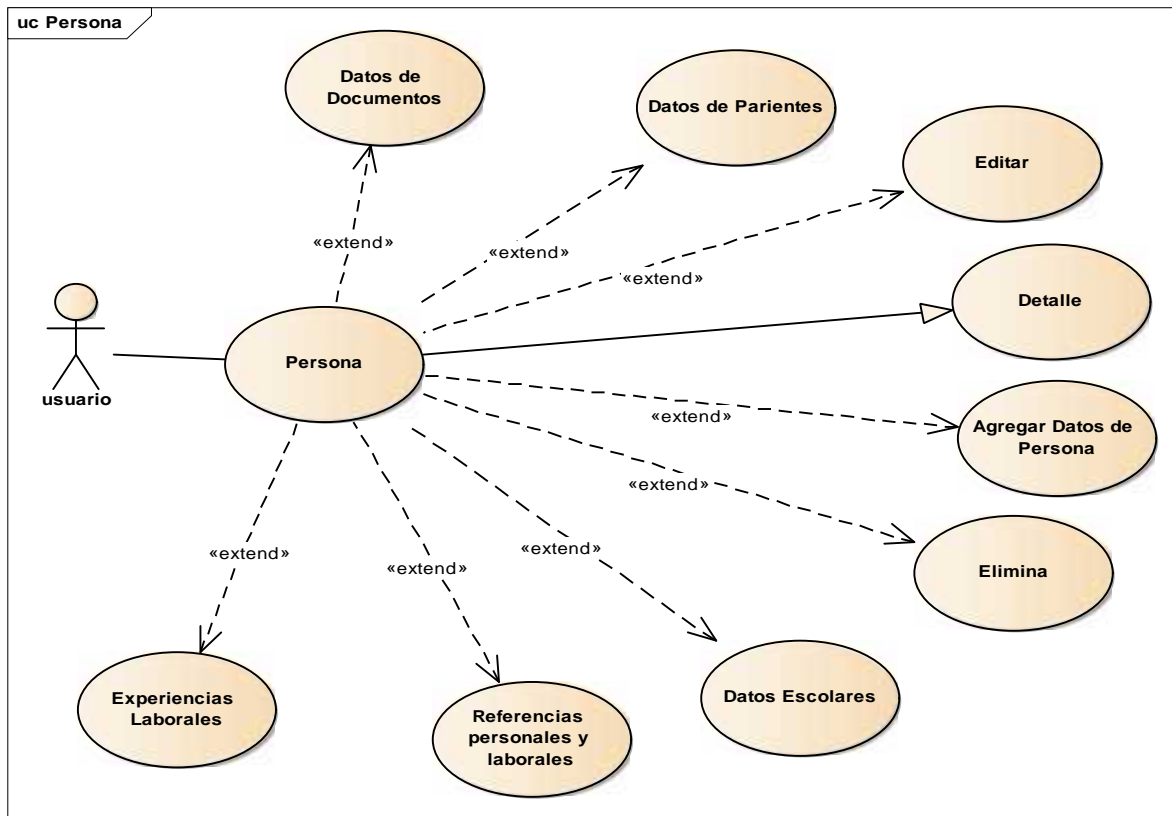 uc Persona
Datos de
Documentos
Datos de Parientes
Editar
«extend»
«extend»
«extend»
Detalle
Persona
usuario
«extend»
Agregar Datos de
Persona
«extend»
«extend»
«extend»
«extend»
Elimina
Experiencias
Laborales
Referencias
personales y
laborales
Datos Escolares